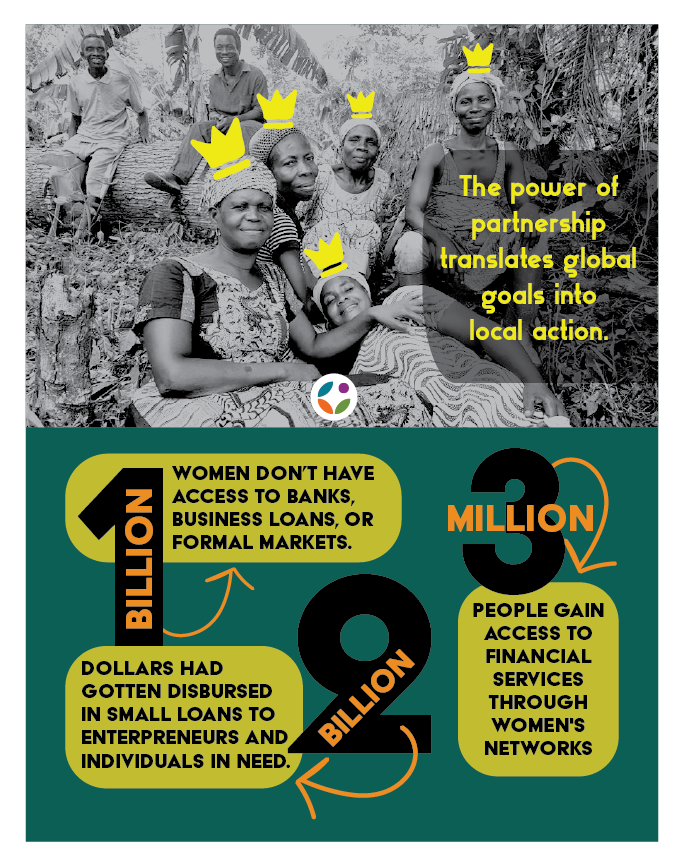 The power of
partnership
translates global
goals into
local action.
1
BILLION
WOMEN DON'T HAVE
ACCESS TO BANKS,
BUSINESS LOANS, OR
FORMAL MARKETS.
2
BILLION
DOLLARS HAD
GOTTEN DISBURSED
IN SMALL LOANS TO
ENTERPRENEURS AND
INDIVIDUALS IN NEED.
3
MILLION
PEOPLE GAIN
ACCESS TO
FINANCIAL
SERVICES
THROUGH
WOMEN'S
NETWORKS